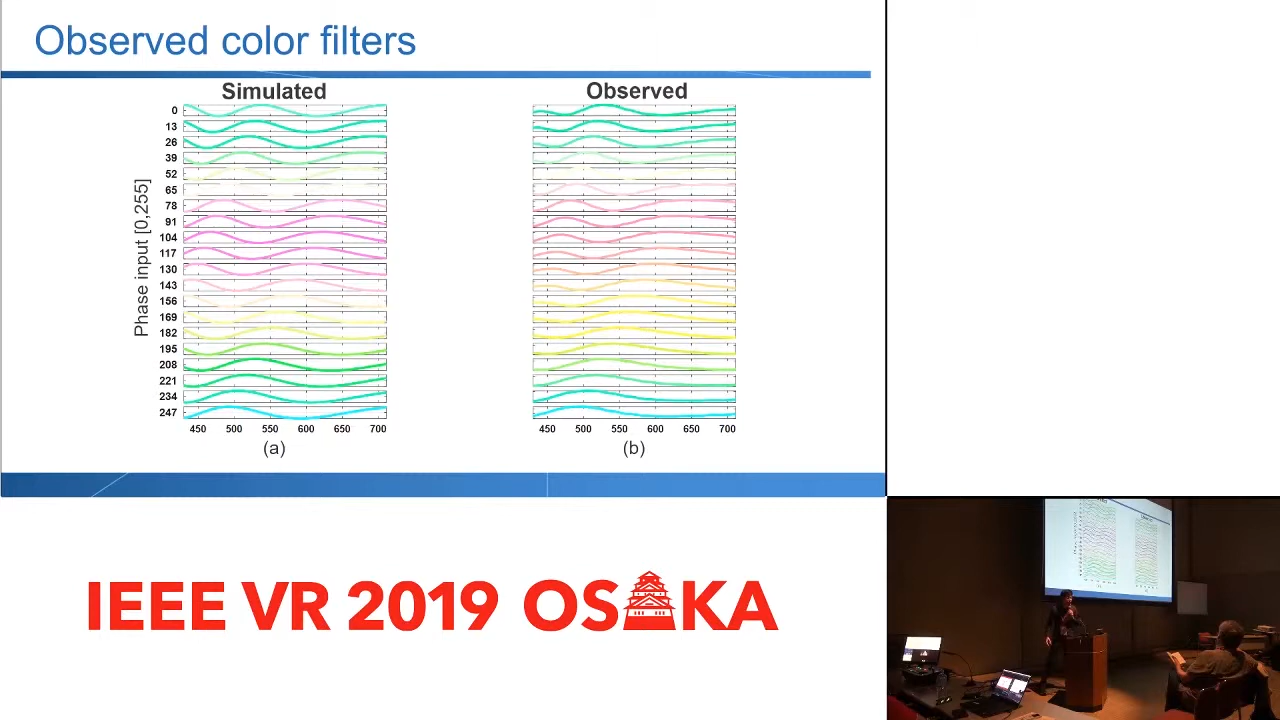 Observed color filters
Simulated
Observed
Phase input [0,255]
0
13
26
39
52
65
78
91
104
117
130
143
156
169
182
195
208
221
234
247
450 500 550 600 650 700
450 500 550 600 650 700
(a)
(b)
IEEE VR 2019 OSAKA